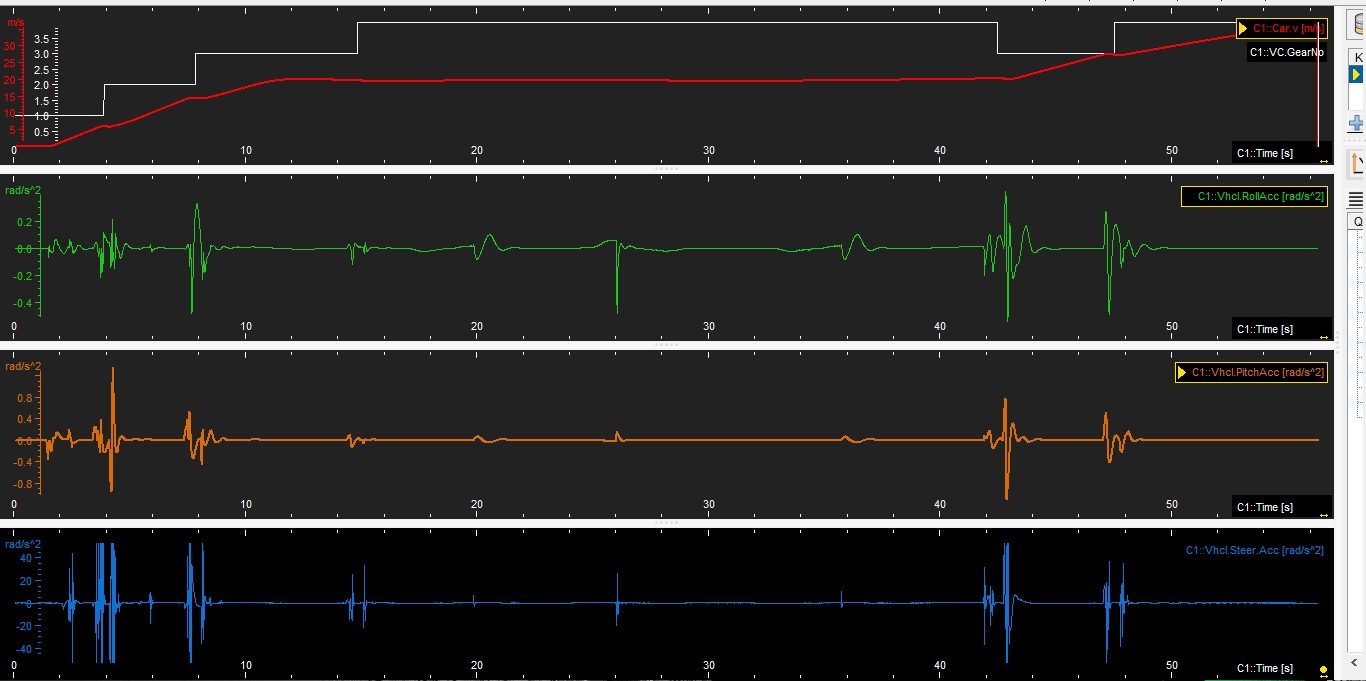 m/s
C1::Car.v [m/s]
C1::VC.GearNo
K
30
25
20
15
10
5
3.5
3.0
2.5
2.0
1.5
1.0
0.5
0 10 20 30 40 50
C1::Time [s]
rad/s^2
C1::Vhcl.RollAcc [rad/s^2]
0.2
0.0
-0.2
-0.4
Q
0 10 20 30 40 50
C1::Time [s]
rad/s^2
C1::Vhcl.PitchAcc [rad/s^2]
0.8
0.4
0.0
-0.4
-0.8
0 10 20 30 40 50
C1::Time [s]
rad/s^2
C1::Vhcl.Steer.Acc [rad/s^2]
40
20
0
-20
-40
0 10 20 30 40 50
C1::Time [s]